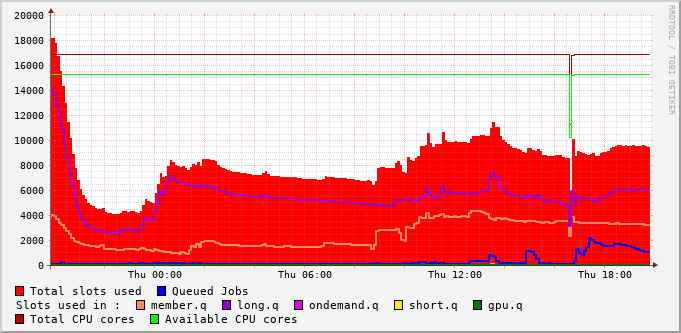 RRDTOOL / TOBI OETIKER
20000
18000
16000
14000
12000
10000
8000
6000
4000
2000
0
Thu 00:00 Thu 06:00 Thu 12:00 Thu 18:00
Total slots used Queued Jobs
Slots used in : member.q long.q ondemand.q short.q gpu.q
Total CPU cores Available CPU cores